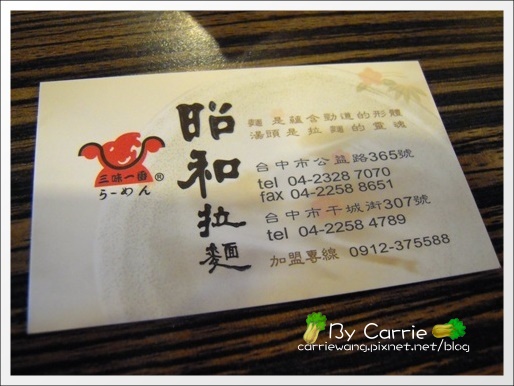 昭和拉麵
三味一番®
らーめん
麵是蘊含勁道的形體
湯頭是拉麵的靈魂
台中市公益路365號
tel 04-2328 7070
fax 04-2258 8651
台中市干城街307號
tel 04-2258 4789
加盟專線 0912-375588
By Carrie
carriewang.pixnet.net/blog